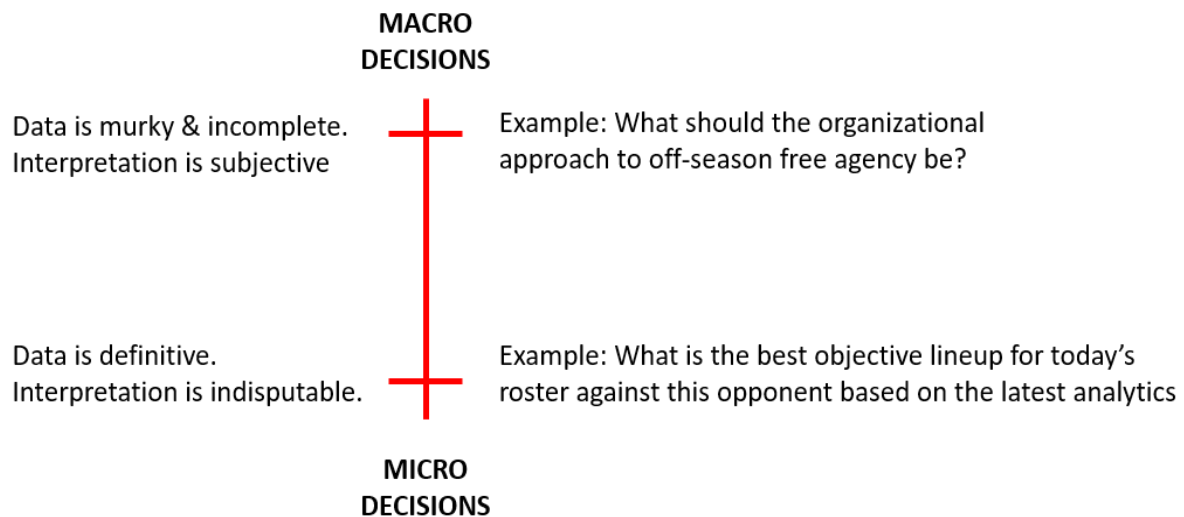 MACRO
DECISIONS
Data is murky & incomplete.
Interpretation is subjective
Example: What should the organizational
approach to off-season free agency be?
Data is definitive.
Interpretation is indisputable.
Example: What is the best objective lineup for today’s
roster against this opponent based on the latest analytics
MICRO
DECISIONS